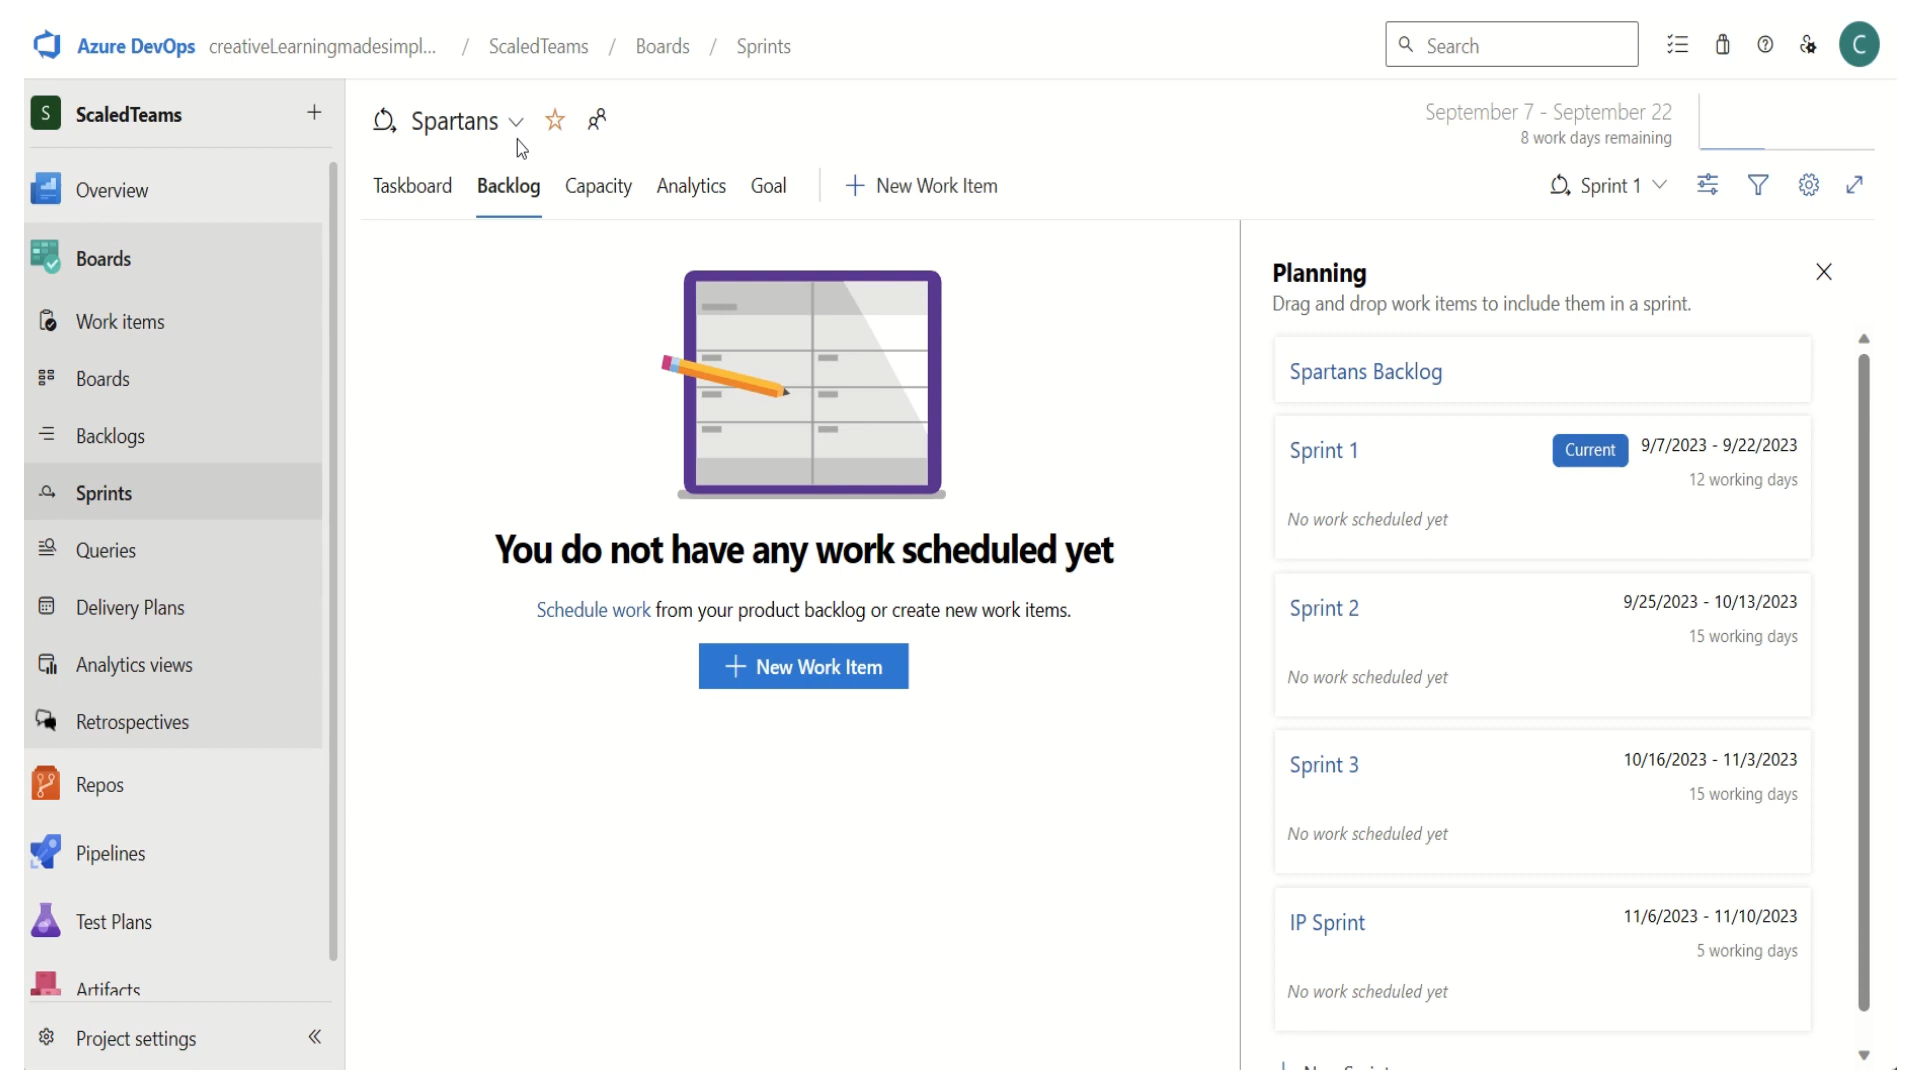 Azure DevOps creativeLearningmadesimpl... / ScaledTeams / Boards / Sprints
Search
C
S ScaledTeams
Overview
Boards
Work items
Boards
Backlogs
Sprints
Queries
Delivery Plans
Analytics views
Retrospectives
Repos
Pipelines
Test Plans
Artifacts
Project settings
Spartans
September 7 - September 22
8 work days remaining
Taskboard Backlog Capacity Analytics Goal New Work Item
Sprint 1
You do not have any work scheduled yet
Schedule work from your product backlog or create new work items.
New Work Item
Planning
Drag and drop work items to include them in a sprint.
Spartans Backlog
Sprint 1 Current 9/7/2023 - 9/22/2023
12 working days
No work scheduled yet
Sprint 2 9/25/2023 - 10/13/2023
15 working days
No work scheduled yet
Sprint 3 10/16/2023 - 11/3/2023
15 working days
No work scheduled yet
IP Sprint 11/6/2023 - 11/10/2023
5 working days
No work scheduled yet